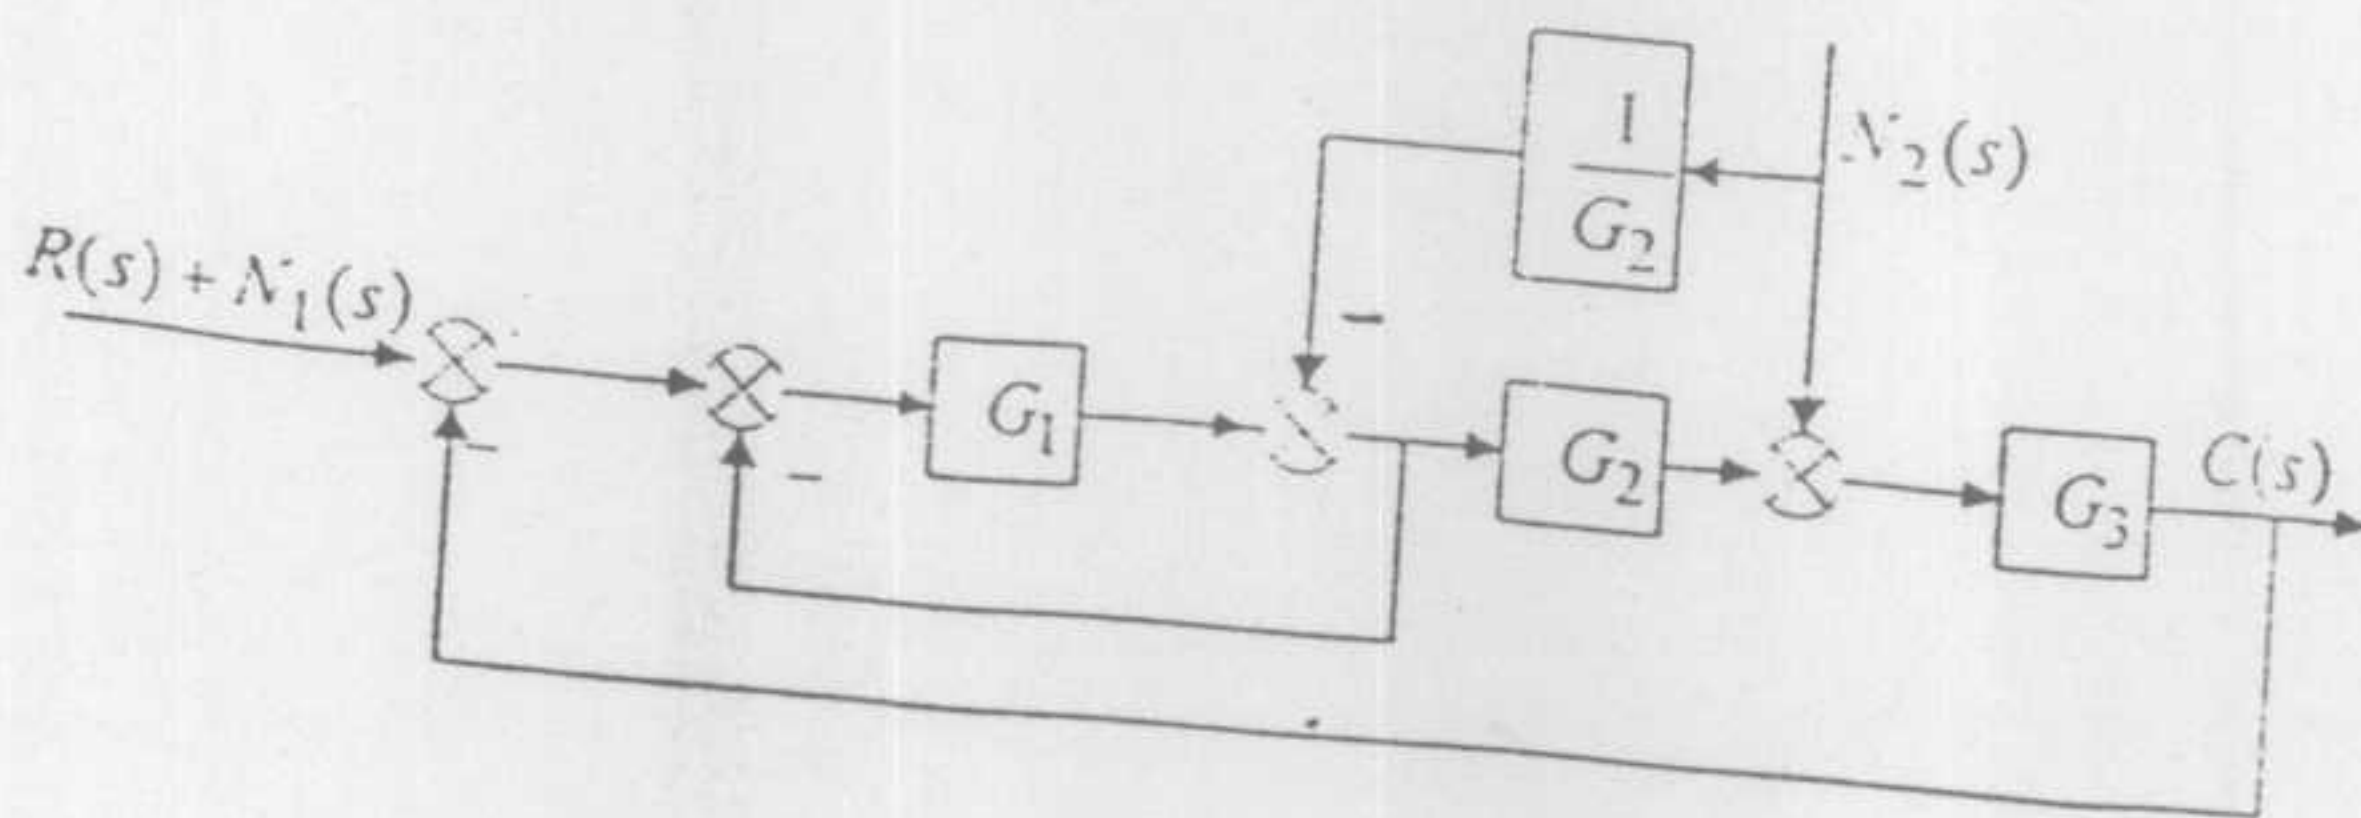 R(s) + N₁(s)
−
−
G₁
−
1
G₂
N₂(s)
G₂
G₃
C(s)